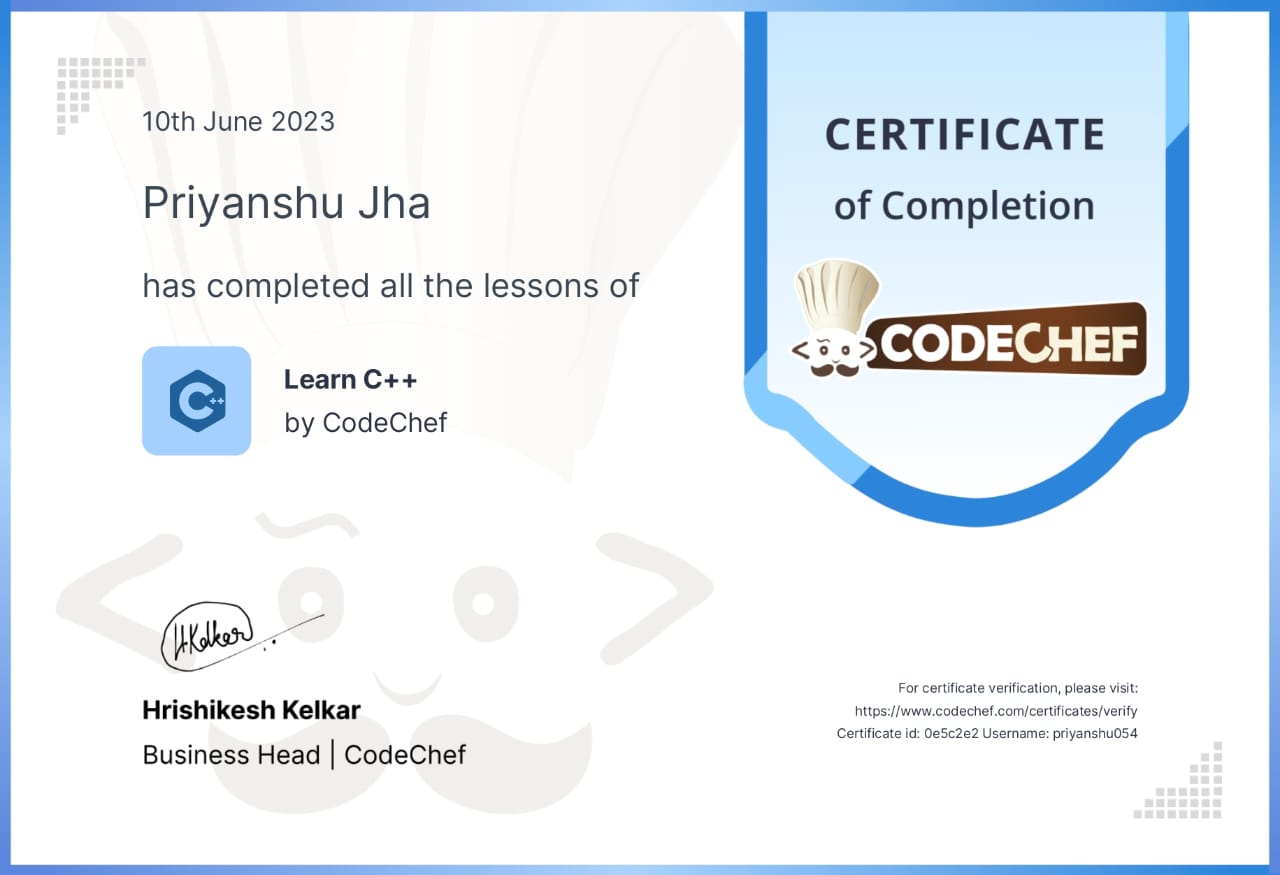 10th June 2023
Priyanshu Jha
has completed all the lessons of
C++
Learn C++
by CodeChef
CERTIFICATE
of Completion
CODECHEF
HKelkar
Hrishikesh Kelkar
Business Head | CodeChef
For certificate verification, please visit:
https://www.codechef.com/certificates/verify
Certificate id: 0e5c2e2 Username: priyanshu054